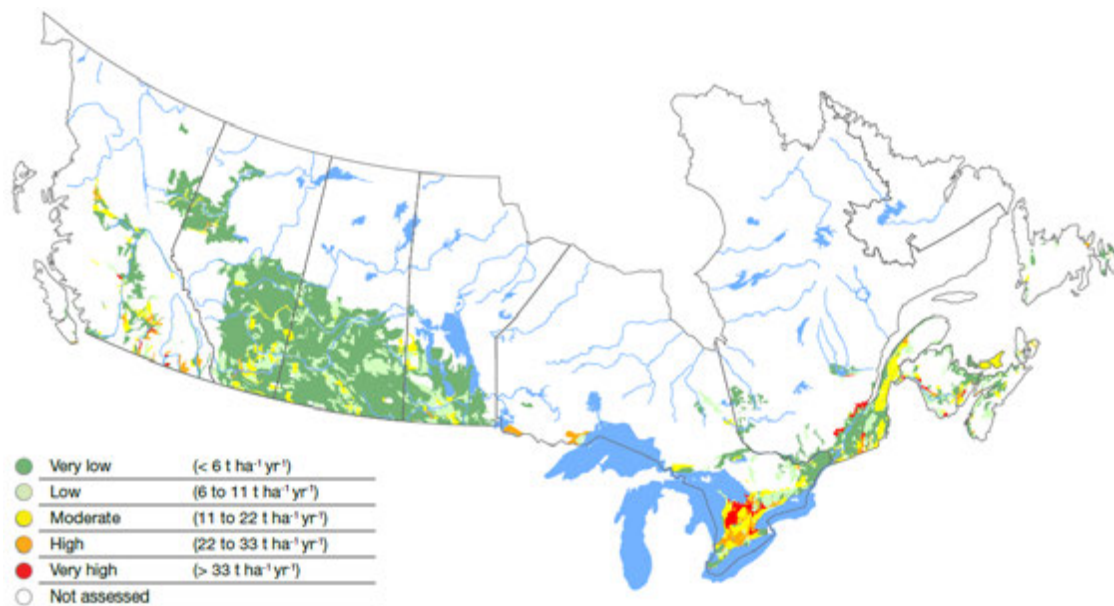 Very low (< 6 t ha⁻¹ yr⁻¹)
Low (6 to 11 t ha⁻¹ yr⁻¹)
Moderate (11 to 22 t ha⁻¹ yr⁻¹)
High (22 to 33 t ha⁻¹ yr⁻¹)
Very high (> 33 t ha⁻¹ yr⁻¹)
Not assessed